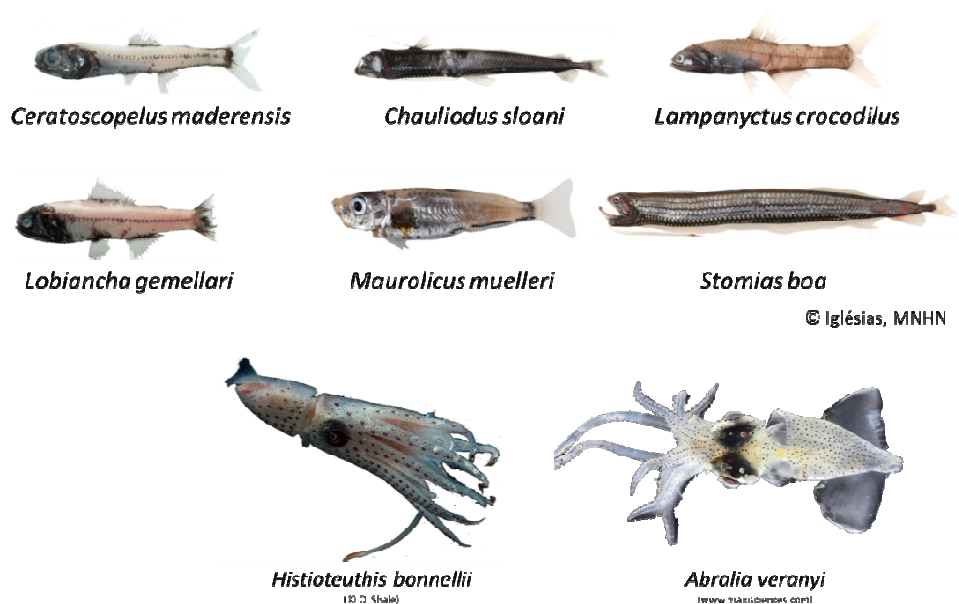 Ceratoscopelus maderensis
Chauliodus sloani
Lampanyctus crocodilus
Lobiancha gemellari
Maurolicus muelleri
Stomias boa
© Iglésias, MNHN
Histioteuthis bonnellii
Abralia veranyi